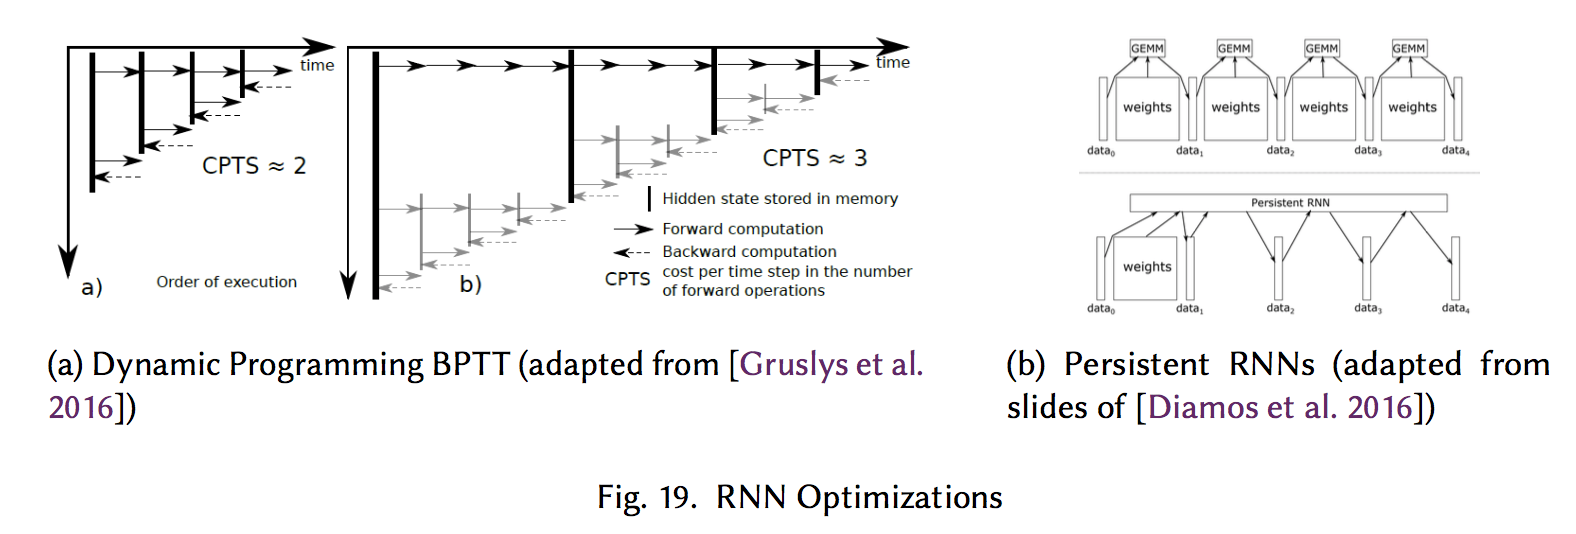 time
CPTS ≈ 2
a)
Order of execution
time
CPTS ≈ 3
b)
Hidden state stored in memory
Forward computation
Backward computation
CPTS cost per time step in the number
of forward operations
GEMM GEMM GEMM GEMM
weights weights weights weights
data₀ data₁ data₂ data₃ data₄
Persistent RNN
weights
data₀ data₁ data₂ data₃ data₄
(a) Dynamic Programming BPTT (adapted from [Gruslys et al.
2016])
(b) Persistent RNNs (adapted from
slides of [Diamos et al. 2016])
Fig. 19. RNN Optimizations